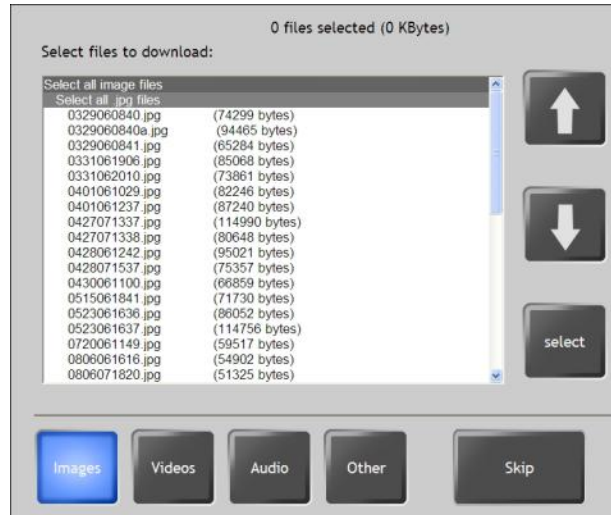 0 files selected (0 KBytes)
Select files to download:
Select all image files
Select all .jpg files
0329060840.jpg (74299 bytes)
0329060840a.jpg (94465 bytes)
0329060841.jpg (65284 bytes)
0331061906.jpg (85068 bytes)
0331062010.jpg (73861 bytes)
0401061029.jpg (82246 bytes)
0401061237.jpg (87240 bytes)
0427071337.jpg (114990 bytes)
0427071338.jpg (80648 bytes)
0428061242.jpg (95021 bytes)
0428071537.jpg (75357 bytes)
0430061100.jpg (66859 bytes)
0515061841.jpg (71730 bytes)
0523061636.jpg (86052 bytes)
0523061637.jpg (114756 bytes)
0720061149.jpg (59517 bytes)
0806061616.jpg (54902 bytes)
0806071820.jpg (51325 bytes)
select
Images Videos Audio Other Skip